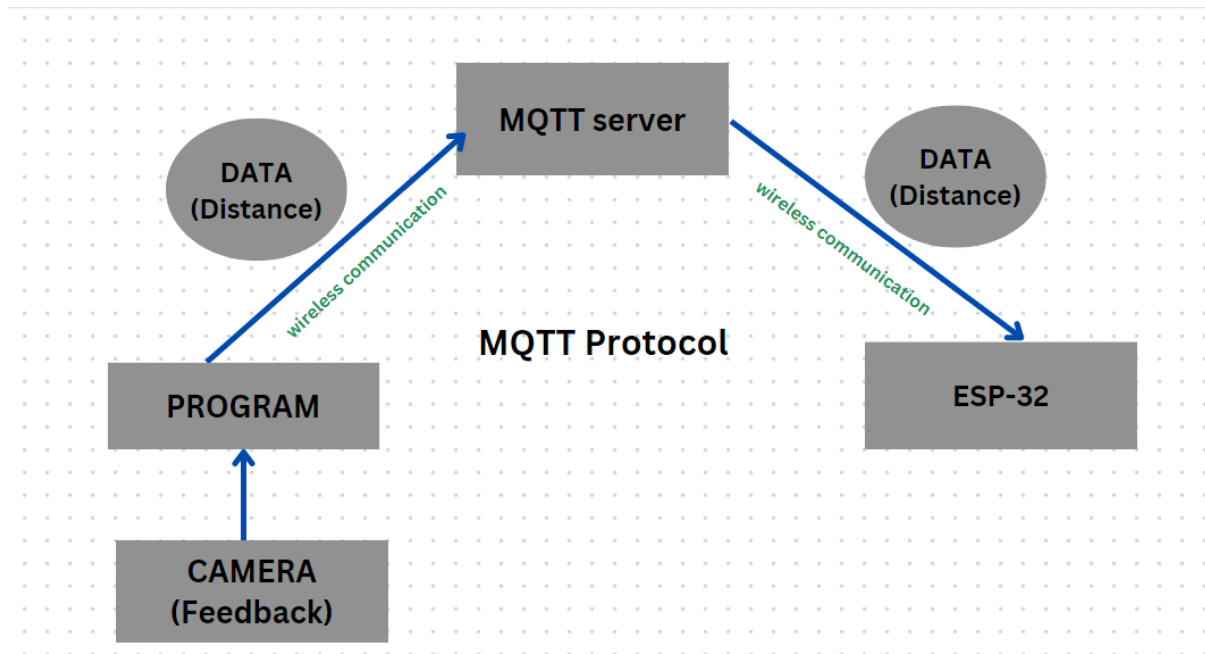 MQTT server
DATA
(Distance)
wireless communication
DATA
(Distance)
wireless communication
MQTT Protocol
PROGRAM
ESP-32
CAMERA
(Feedback)